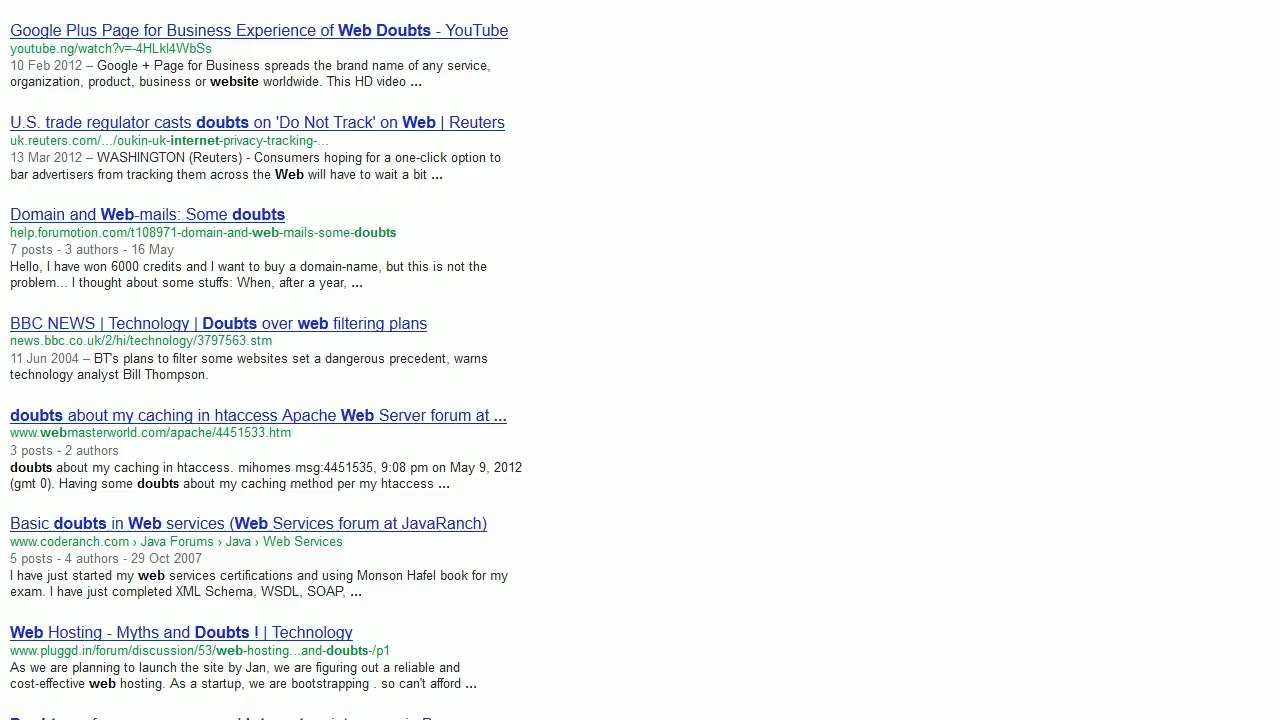 Google Plus Page for Business Experience of Web Doubts - YouTube
youtube.ng/watch?v=-4HLkl4WbSs
10 Feb 2012 – Google + Page for Business spreads the brand name of any service,
organization, product, business or website worldwide. This HD video ...
U.S. trade regulator casts doubts on 'Do Not Track' on Web | Reuters
uk.reuters.com/.../oukin-uk-internet-privacy-tracking-...
13 Mar 2012 – WASHINGTON (Reuters) - Consumers hoping for a one-click option to
bar advertisers from tracking them across the Web will have to wait a bit ...
Domain and Web-mails: Some doubts
help.forumotion.com/t108971-domain-and-web-mails-some-doubts
7 posts - 3 authors - 16 May
Hello, I have won 6000 credits and I want to buy a domain-name, but this is not the
problem... I thought about some stuffs: When, after a year, ...
BBC NEWS | Technology | Doubts over web filtering plans
news.bbc.co.uk/2/hi/technology/3797563.stm
11 Jun 2004 – BT's plans to filter some websites set a dangerous precedent, warns
technology analyst Bill Thompson.
doubts about my caching in htaccess Apache Web Server forum at ...
www.webmasterworld.com/apache/4451533.htm
3 posts - 2 authors
doubts about my caching in htaccess. mihomes msg:4451535, 9:08 pm on May 9, 2012
(gmt 0). Having some doubts about my caching method per my htaccess ...
Basic doubts in Web services (Web Services forum at JavaRanch)
www.coderanch.com › Java Forums › Java › Web Services
5 posts - 4 authors - 29 Oct 2007
I have just started my web services certifications and using Monson Hafel book for my
exam. I have just completed XML Schema, WSDL, SOAP, ...
Web Hosting - Myths and Doubts ! | Technology
www.pluggd.in/forum/discussion/53/web-hosting...and-doubts-/p1
As we are planning to launch the site by Jan, we are figuring out a reliable and
cost-effective web hosting. As a startup, we are bootstrapping . so can't afford ...